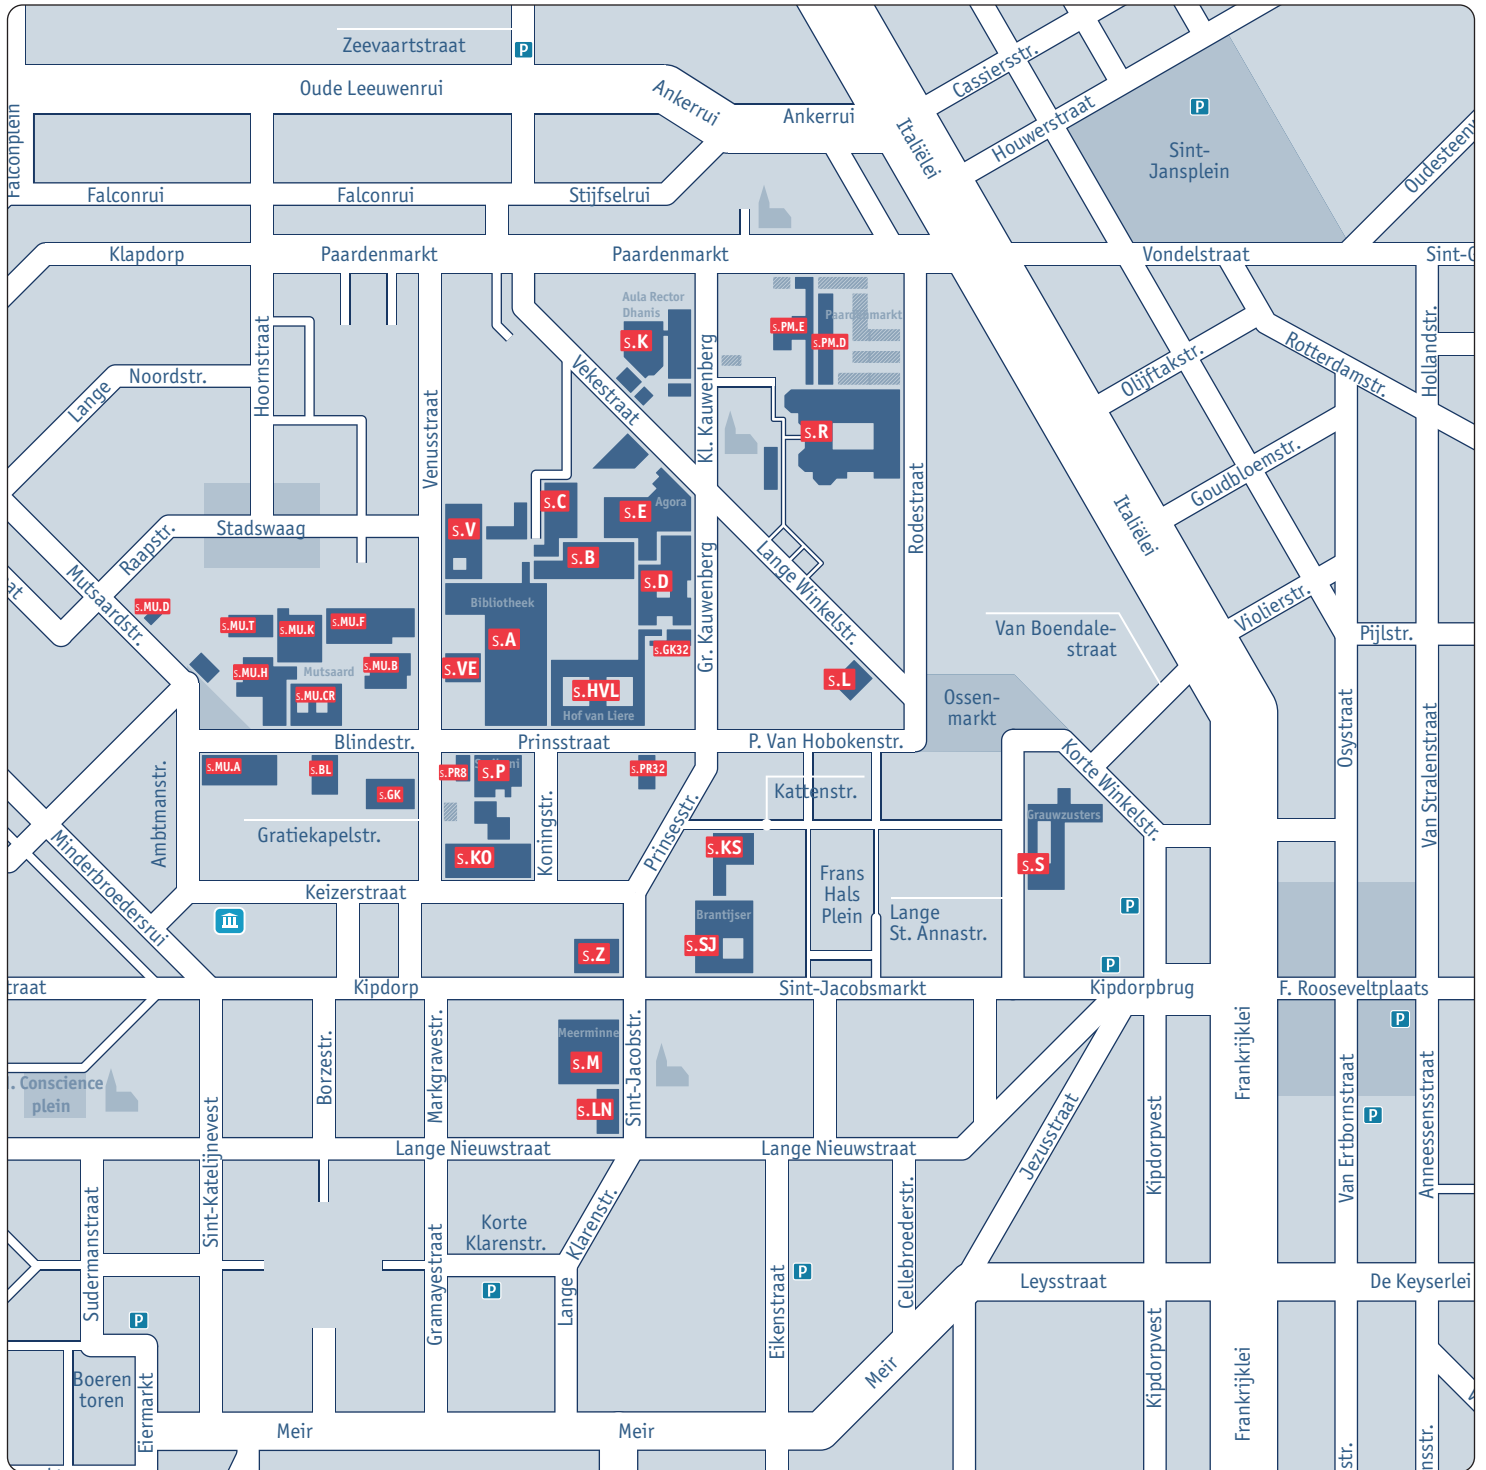 Zeevaartstraat
P
Oude Leeuwenrui
Ankerrui
Ankerrui
Italiëlei
Cassiersstr.
Houwerstraat
P
Sint-
Jansplein
Oudesteenw
Falconplein
Falconrui
Falconrui
Stijfselrui
Klapdorp
Paardenmarkt
Paardenmarkt
Vondelstraat
Sint-G
Aula Rector
Dhanis
s.K
s.PM.E
Paardenmarkt
s.PM.D
Hoornstraat
Noordstr.
Lange
Venusstraat
Vekestraat
Kl. Kauwenberg
s.R
Rodestraat
Olijftakstr.
Rotterdamstr.
Hollandstr.
Goudbloemstr.
Italiëlei
Stadswaag
Raapstr.
Mutsaardstr.
at
s.V
s.C
s.E
Agora
s.B
s.D
Bibliotheek
s.A
s.VE
s.GK32
s.HVL
Hof van Liere
Gr. Kauwenberg
Lange Winkelstr.
s.L
s.MU.D
s.MU.T
s.MU.K
s.MU.F
s.MU.H
Mutsaard
s.MU.B
s.MU.CR
Van Boendale-
straat
Violierstr.
Pijlstr.
Ossen-
markt
Osystraat
Van Stralenstraat
Blindestr.
Prinsstraat
P. Van Hobokenstr.
s.MU.A
s.BL
s.GK
s.PR8
s.P
s.PR32
Gratiekapelstr.
Ambtmanstr.
Minderbroedersrui
s.KO
Koningstr.
Prinsesstr.
Kattenstr.
Korte Winkelstr.
Grauwzusters
s.S
s.KS
Frans
Hals
Plein
Keizerstraat
Brantijser
s.SJ
Lange
St. Annastr.
P
P
s.Z
traat
Kipdorp
Sint-Jacobsmarkt
Kipdorpbrug
F. Rooseveltplaats
P
Borzestr.
Markgravestr.
Meerminne
s.M
s.LN
Sint-Jacobstr.
. Conscience
plein
Frankrijklei
Jezusstraat
Kipdorpvest
P
Van Ertbornstraat
Anneessensstraat
Sint-Katelijnevest
Lange Nieuwstraat
Lange Nieuwstraat
Sudermanstraat
Korte
Klarenstr.
Klarenstr.
Lange
P
Gramayestraat
Eikenstraat
P
Cellebroederstr.
Leysstraat
De Keyserlei
P
Boeren
toren
Eiermarkt
Meir
Kipdorpvest
Frankrijklei
Meir
Meir
str.
nsstr.